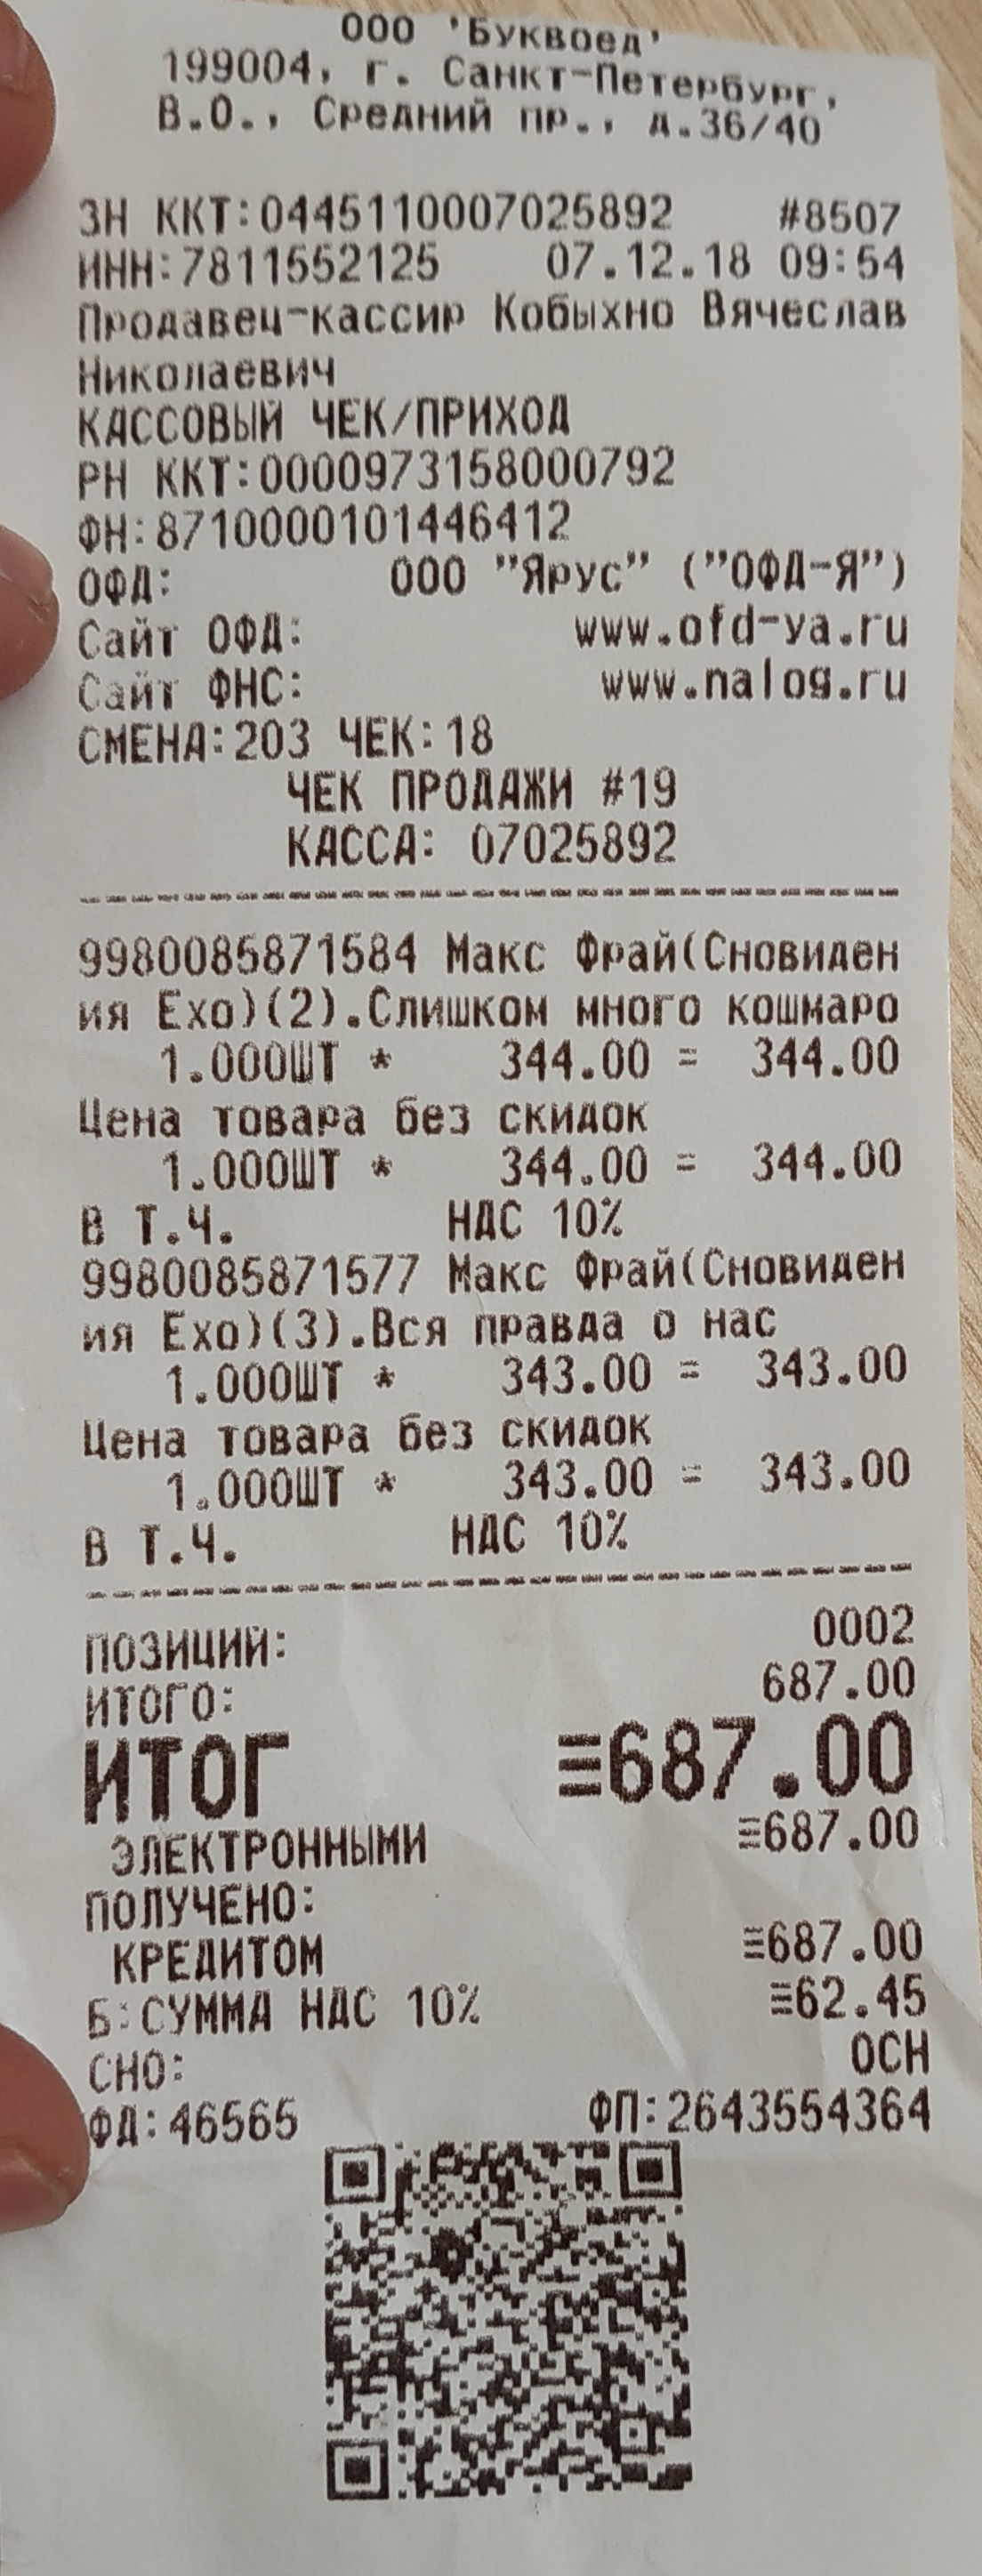 ООО 'Буквоед'
199004, г. Санкт-Петербург,
В.О., Средний пр., д.36/40
ЗН ККТ:0445110007025892 #8507
ИНН:7811552125 07.12.18 09:54
Продавец-кассир Кобыхно Вячеслав
Николаевич
КАССОВЫЙ ЧЕК/ПРИХОД
РН ККТ:0000973158000792
ФН:8710000101446412
ОФД: ООО "Ярус" ("ОФД-Я")
Сайт ОФД: www.ofd-ya.ru
Сайт ФНС: www.nalog.ru
СМЕНА:203 ЧЕК:18
ЧЕК ПРОДАЖИ #19
КАССА: 07025892
9980085871584 Макс Фрай(Сновиден
ия Ехо)(2).Слишком много кошмаро
1.000ШТ * 344.00 = 344.00
Цена товара без скидок
1.000ШТ * 344.00 = 344.00
В Т.Ч. НДС 10%
9980085871577 Макс Фрай(Сновиден
ия Ехо)(3).Вся правда о нас
1.000ШТ * 343.00 = 343.00
Цена товара без скидок
1.000ШТ * 343.00 = 343.00
В Т.Ч. НДС 10%
ПОЗИЦИЙ: 0002
ИТОГО: 687.00
ИТОГ ≡687.00
ЭЛЕКТРОННЫМИ ≡687.00
ПОЛУЧЕНО:
КРЕДИТОМ ≡687.00
Б:СУММА НДС 10% ≡62.45
СНО: ОСН
ФД:46565 ФП:2643554364